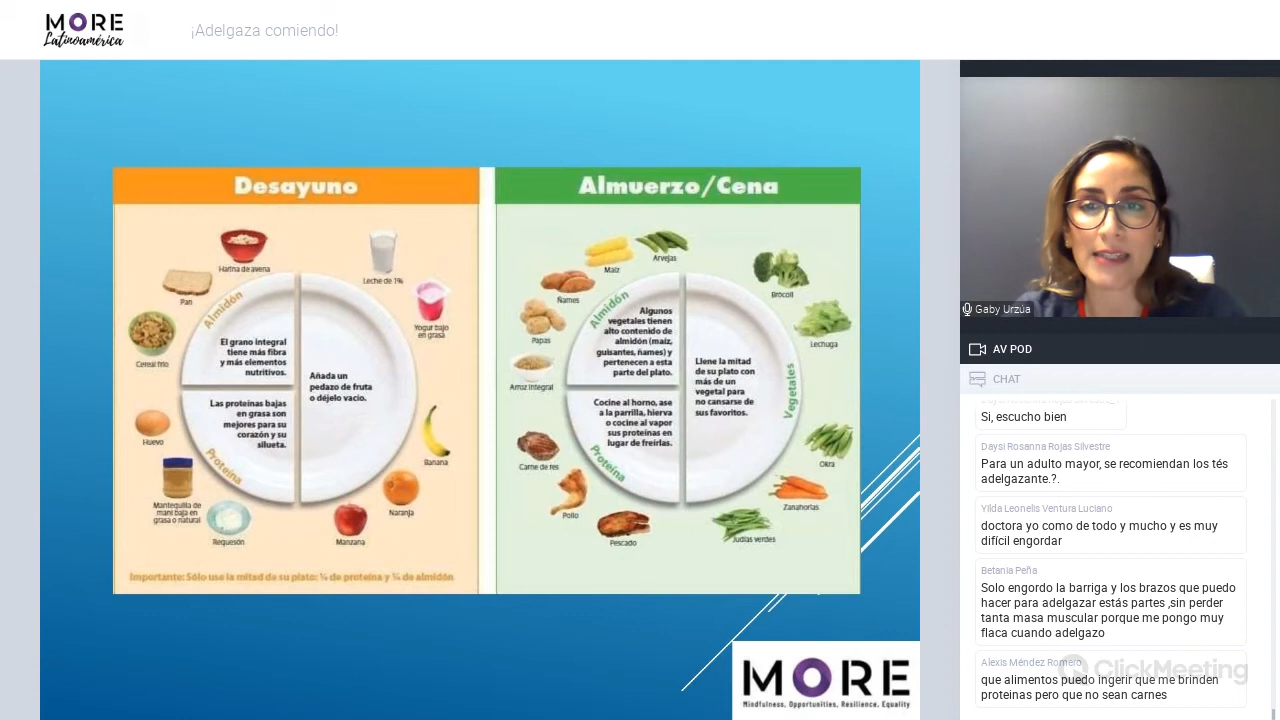 MORE
Latinoamérica
¡Adelgaza comiendo!
Desayuno
Harina de avena
Leche de 1%
Pan
Yogur bajo
en grasa
Cereal frío
Almidón
El grano integral
tiene más fibra
y más elementos
nutritivos.
Añada un
pedazo de fruta
o déjelo vacío.
Las proteínas bajas
en grasa son
mejores para su
corazón y su
silueta.
Proteína
Huevo
Banana
Mantequilla de
maní baja en
grasa o natural
Naranja
Requesón
Manzana
Importante: Sólo use la mitad de su plato: ¼ de proteína y ¼ de almidón
Almuerzo/Cena
Maíz
Arvejas
Ñames
Brócoli
Papas
Lechuga
Arroz integral
Almidón
Algunos
vegetales tienen
alto contenido de
almidón (maíz,
guisantes, ñames) y
pertenecen a esta
parte del plato.
Llene la mitad
de su plato con
más de un
vegetal para
no cansarse de
sus favoritos.
Vegetales
Cocine al horno, ase
a la parrilla, hierva
o cocine al vapor
sus proteínas en
lugar de freírlas.
Proteína
Carne de res
Okra
Pollo
Zanahorias
Pescado
Judías verdes
MORE
Mindfulness, Opportunities, Resilience, Equality
Gaby Urzúa
AV POD
CHAT
Si, escucho bien
Daysi Rosanna Rojas Silvestre
Para un adulto mayor, se recomiendan los tés
adelgazante.?.
Yilda Leonelis Ventura Luciano
doctora yo como de todo y mucho y es muy
difícil engordar
Betania Peña
Solo engordo la barriga y los brazos que puedo
hacer para adelgazar estás partes ,sin perder
tanta masa muscular porque me pongo muy
flaca cuando adelgazo
Alexis Méndez Romero
que alimentos puedo ingerir que me brinden
proteinas pero que no sean carnes
ClickMeeting